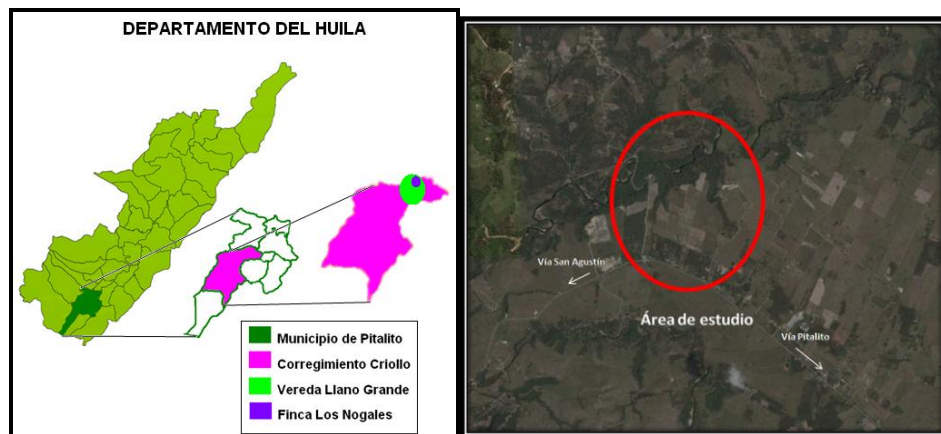 DEPARTAMENTO DEL HUILA
Municipio de Pitalito
Corregimiento Criollo
Vereda Llano Grande
Finca Los Nogales
Vía San Agustín
Área de estudio
Vía Pitalito